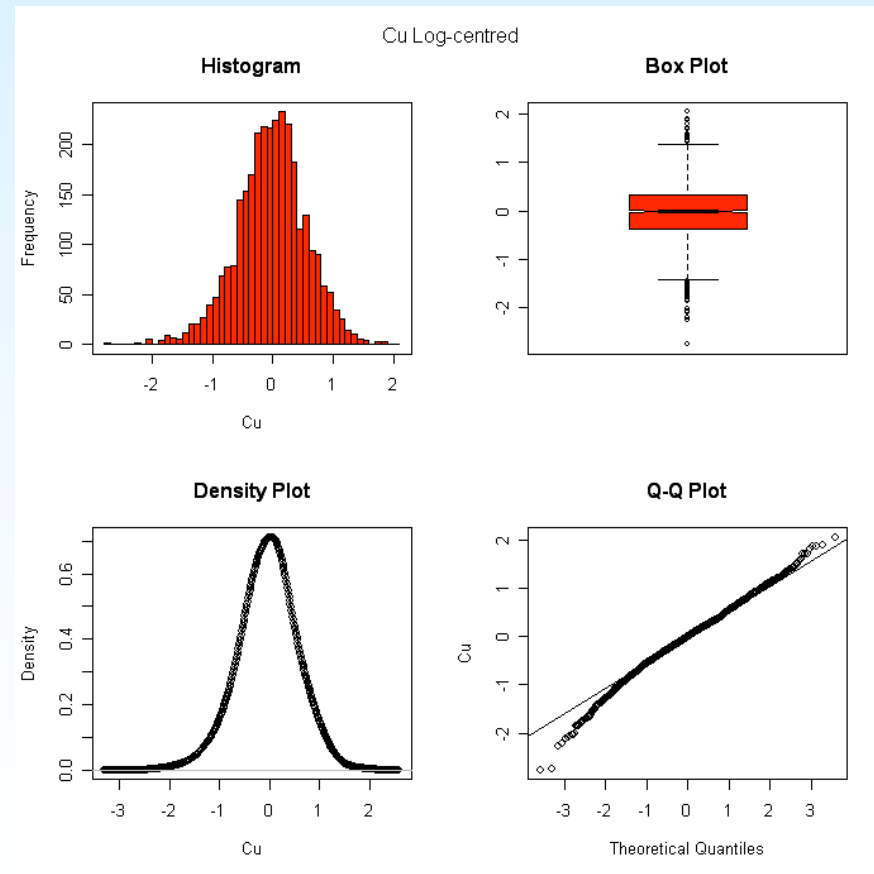 Cu Log-centred
Histogram
Frequency
0 50 100 150 200
-2 -1 0 1 2
Cu
Box Plot
-2 -1 0 1 2
Density Plot
Density
0.0 0.2 0.4 0.6
-3 -2 -1 0 1 2
Cu
Q-Q Plot
Cu
-2 -1 0 1 2
-3 -2 -1 0 1 2 3
Theoretical Quantiles